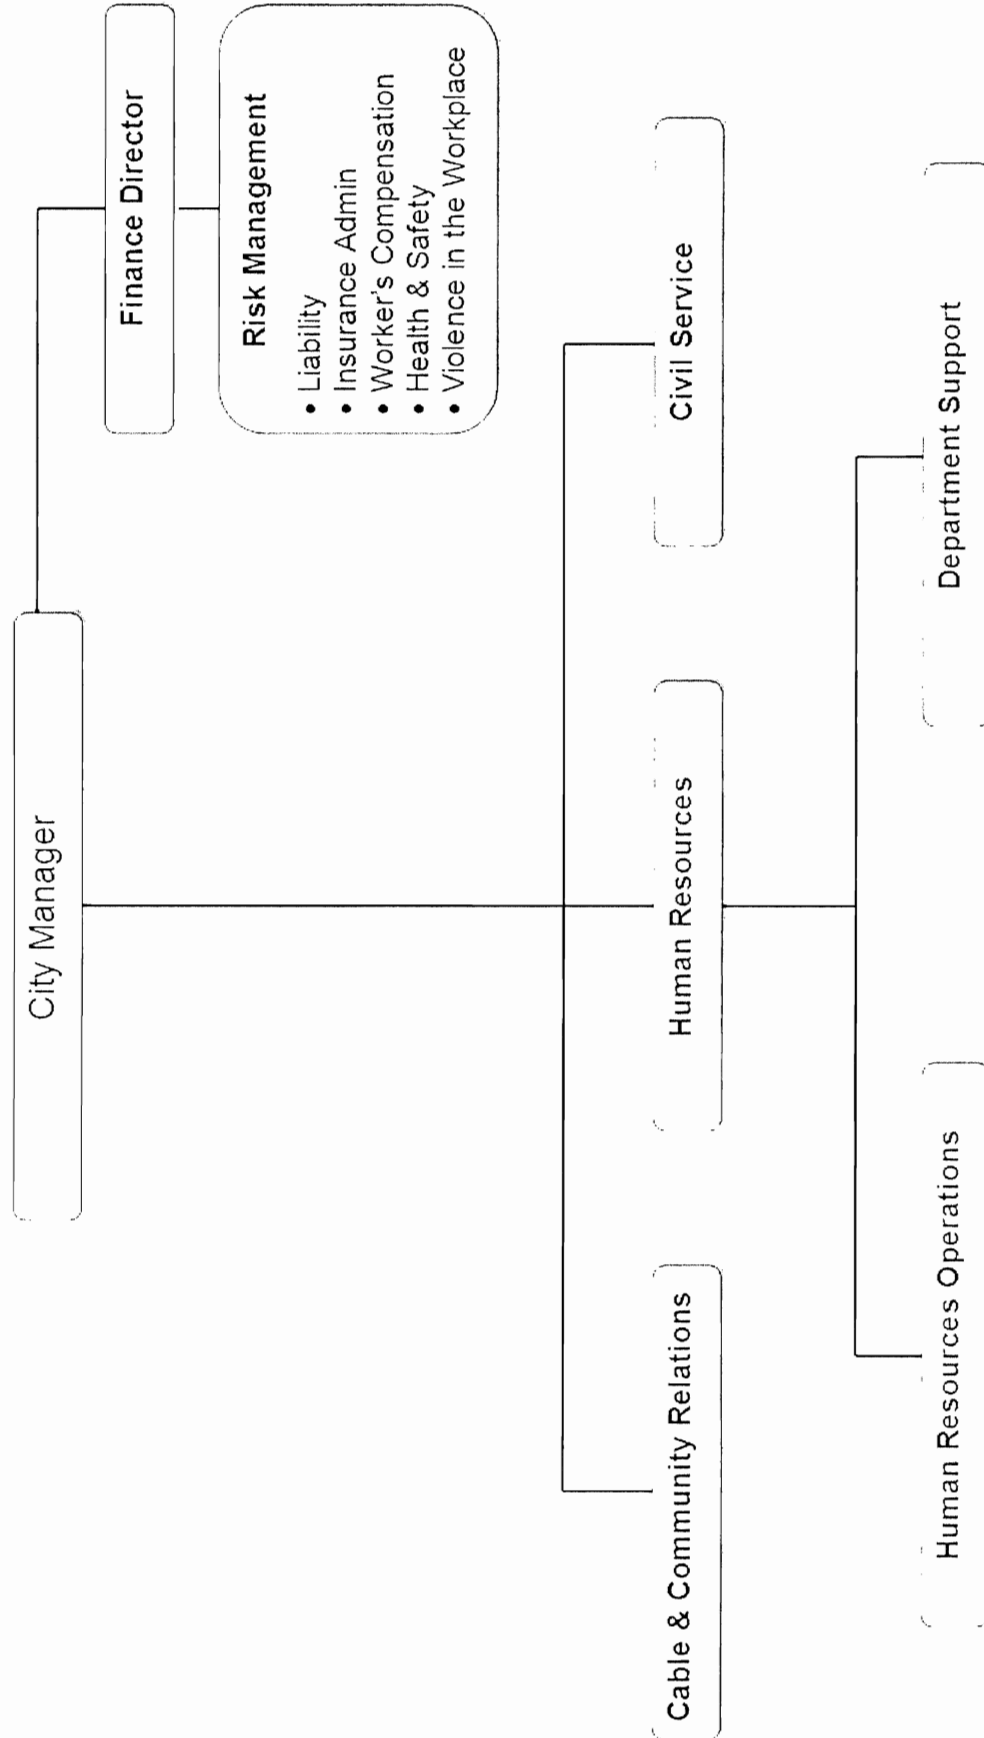 City Manager
Finance Director
Risk Management
• Liability
• Insurance Admin
• Worker's Compensation
• Health & Safety
• Violence in the Workplace
Cable & Community Relations
Human Resources
Civil Service
Human Resources Operations
Department Support